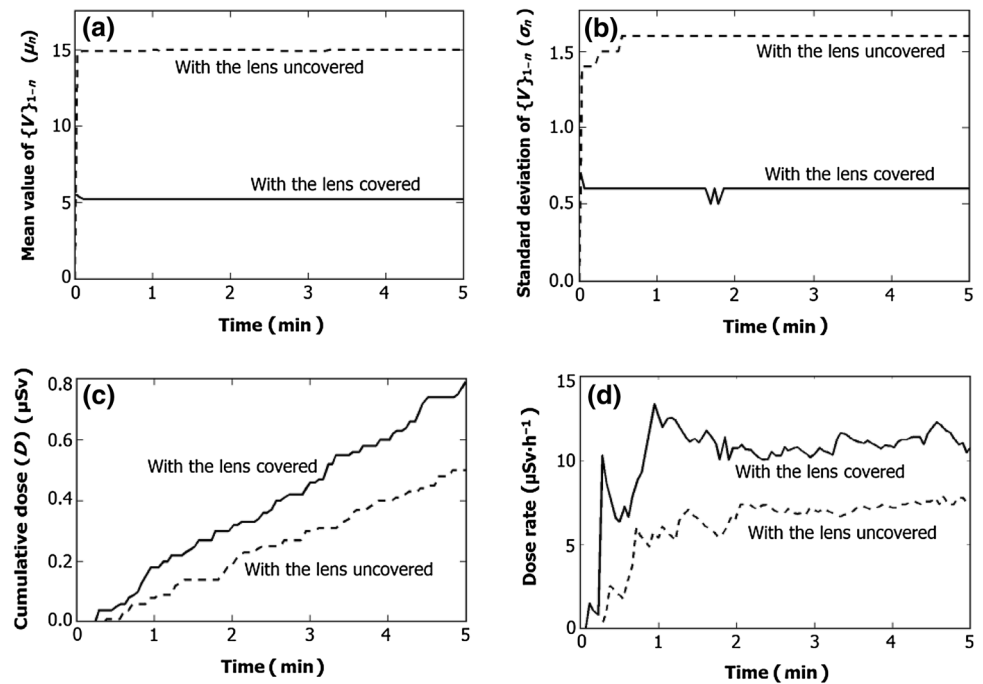 (a)
Mean value of {V}₁₋ₙ (μₙ)
15
10
5
0
With the lens uncovered
With the lens covered
0 1 2 3 4 5
Time (min)
(b)
Standard deviation of {V}₁₋ₙ (σₙ)
1.5
1.0
0.5
0.0
With the lens uncovered
With the lens covered
0 1 2 3 4 5
Time (min)
(c)
Cumulative dose (D) (μSv)
0.8
0.6
0.4
0.2
0.0
With the lens covered
With the lens uncovered
0 1 2 3 4 5
Time (min)
(d)
Dose rate (μSv·h⁻¹)
15
10
5
0
With the lens covered
With the lens uncovered
0 1 2 3 4 5
Time (min)